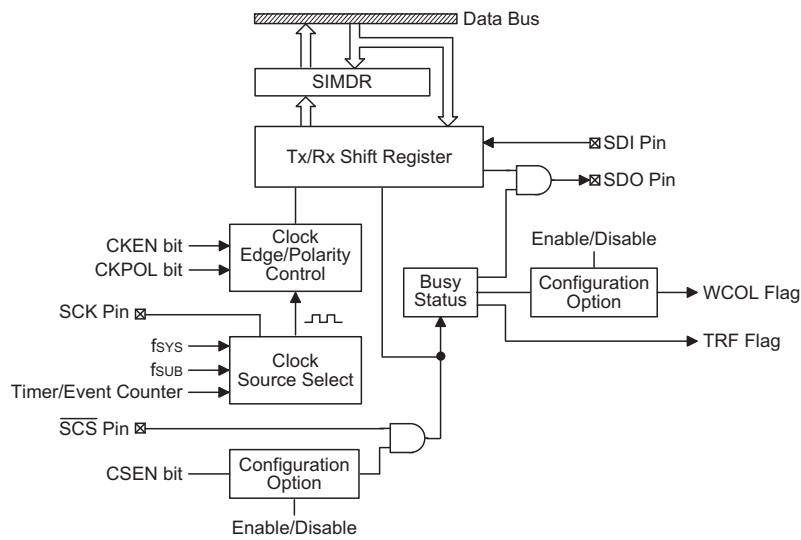 Data Bus
SIMDR
Tx/Rx Shift Register
SDI Pin
SDO Pin
CKEN bit
CKPOL bit
Clock
Edge/Polarity
Control
Enable/Disable
Busy
Status
Configuration
Option
WCOL Flag
TRF Flag
SCK Pin
fSYS
fSUB
Timer/Event Counter
Clock
Source Select
SCS Pin
CSEN bit
Configuration
Option
Enable/Disable